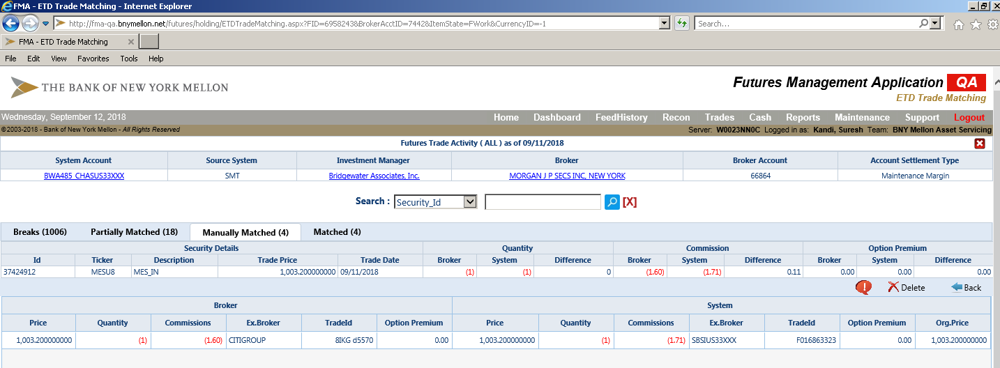 FMA - ETD Trade Matching - Internet Explorer
http://fma-qa.bnymellon.net/futures/holding/ETDTradeMatching.aspx?FID=6958243&BrokerAcctID=7442&ItemState=FWork&CurrencyID=-1 Search...
FMA - ETD Trade Matching
File Edit View Favorites Tools Help
THE BANK OF NEW YORK MELLON
Futures Management Application QA
ETD Trade Matching
Wednesday, September 12, 2018 Home Dashboard FeedHistory Recon Trades Cash Reports Maintenance Support Logout
©2003-2018 - Bank of New York Mellon - All Rights Reserved Server: W0023NN0C Logged in as: Kandi, Suresh Team: BNY Mellon Asset Servicing
Futures Trade Activity ( ALL ) as of 09/11/2018
System Account Source System Investment Manager Broker Broker Account Account Settlement Type
BWA485 CHASUS33XXX SMT Bridgewater Associates, Inc. MORGAN J P SECS INC, NEW YORK 66864 Maintenance Margin
Search : Security_Id [X]
Breaks (1006) Partially Matched (18) Manually Matched (4) Matched (4)
Security Details Quantity Commission Option Premium
Id Ticker Description Trade Price Trade Date Broker System Difference Broker System Difference Broker System Difference
37424912 MESU8 MES_IN 1,003.200000000 09/11/2018 (1) (1) 0 (1.60) (1.71) 0.11 0.00 0.00 0.00
Delete Back
Broker System
Price Quantity Commissions Ex.Broker TradeId Option Premium Price Quantity Commissions Ex.Broker TradeId Option Premium Org.Price
1,003.200000000 (1) (1.60) CITIGROUP 8IKG d5570 0.00 1,003.200000000 (1) (1.71) SBSIUS33XXX F016863323 0.00 1,003.200000000